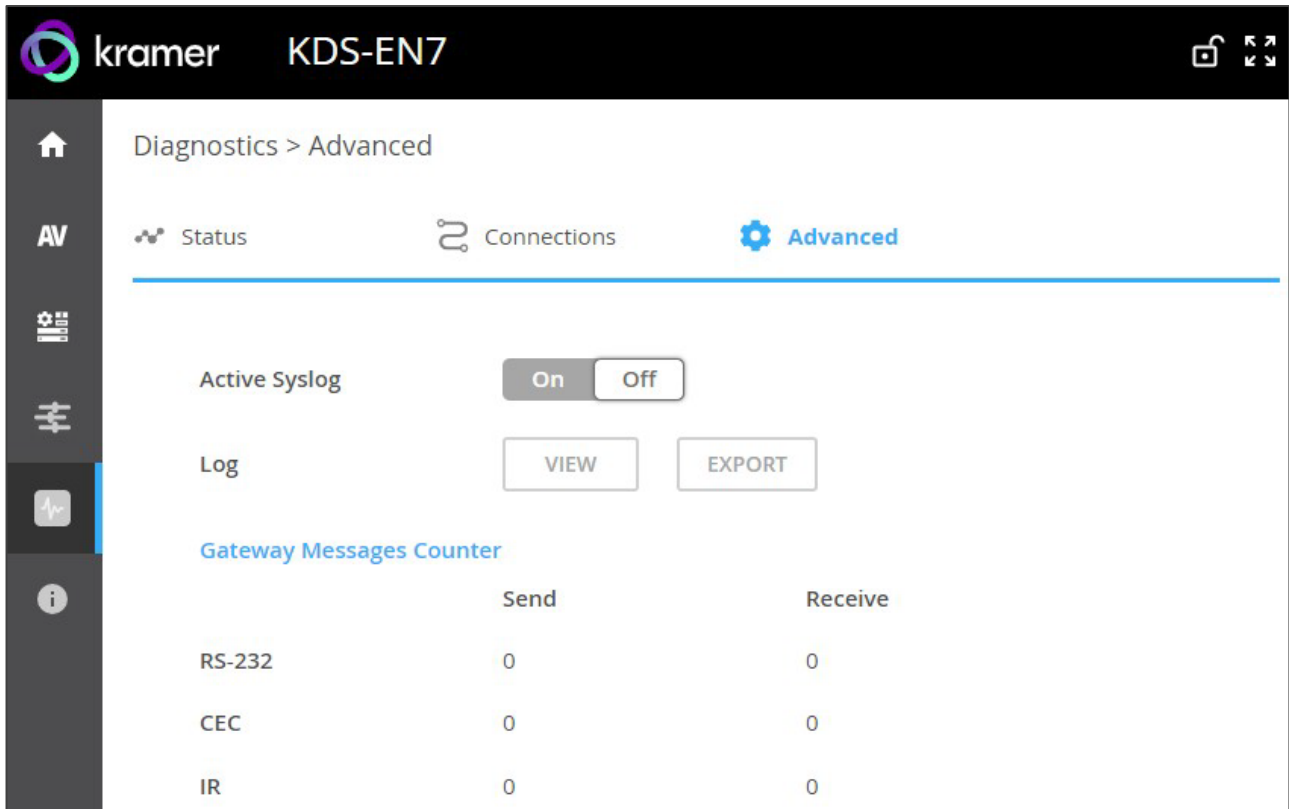 kramer KDS-EN7
Diagnostics > Advanced
AV Status Connections Advanced
Active Syslog On Off
Log VIEW EXPORT
Gateway Messages Counter
Send Receive
RS-232 0 0
CEC 0 0
IR 0 0